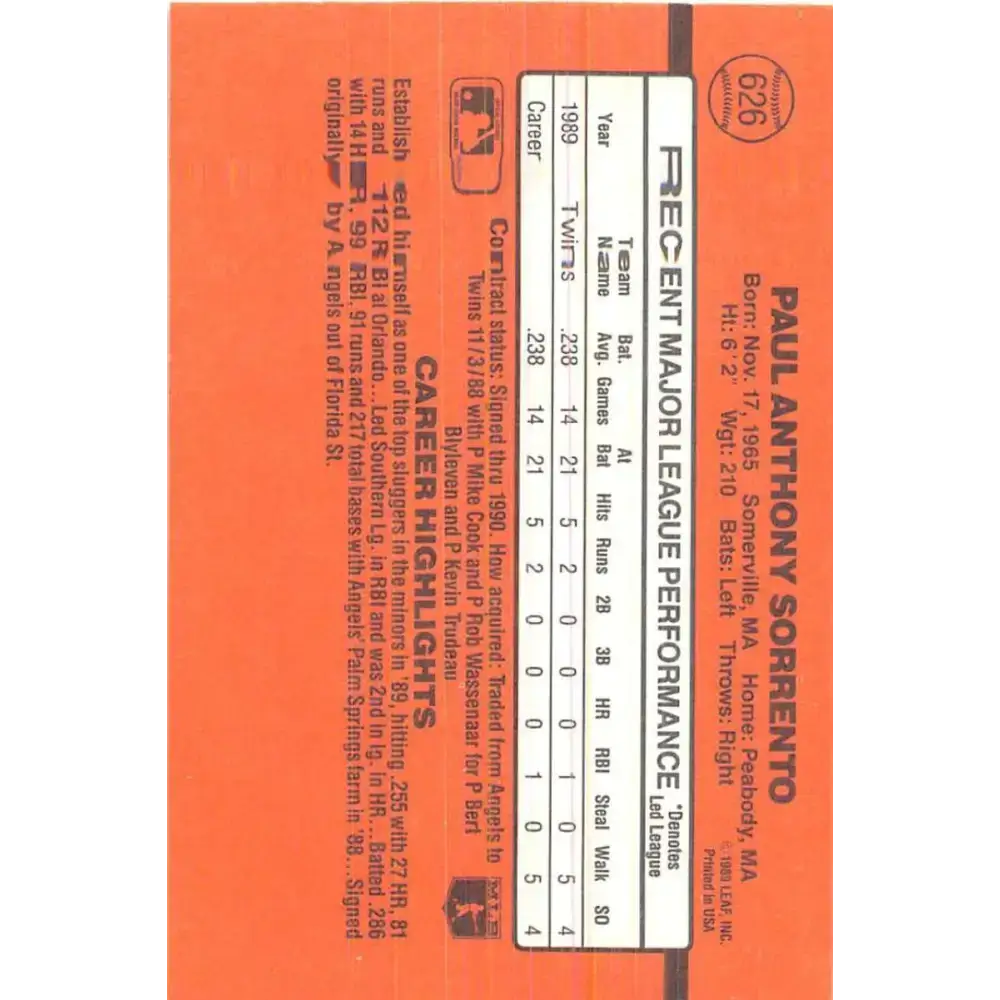 626
PAUL ANTHONY SORRENTO
Born: Nov. 17, 1965 Somerville, MA Home: Peabody, MA
Ht: 6'2" Wgt: 210 Bats: Left Throws: Right
© 1989 LEAF, INC.
Printed in USA
RECENT MAJOR LEAGUE PERFORMANCE
*Denotes
Led League
Year Team Name Bat. Avg. Games At Bat Hits Runs 2B 3B HR RBI Steal Walk SO
1989 Twins .238 14 21 5 2 0 0 0 1 0 5 4
Career .238 14 21 5 2 0 0 0 1 0 5 4
Contract status: Signed thru 1990. How acquired: Traded from Angels to
Twins 11/3/88 with P Mike Cook and P Rob Wassenaar for P Bert
Blyleven and P Kevin Trudeau
MLBPA
CAREER HIGHLIGHTS
Established himself as one of the top sluggers in the minors in '89, hitting .255 with 27 HR, 81
runs and 112 RBI at Orlando...Led Southern Lg. in RBI and was 2nd in lg. in HR...Batted .286
with 14 HR, 99 RBI, 91 runs and 217 total bases with Angels' Palm Springs farm in '88...Signed
originally by Angels out of Florida St.